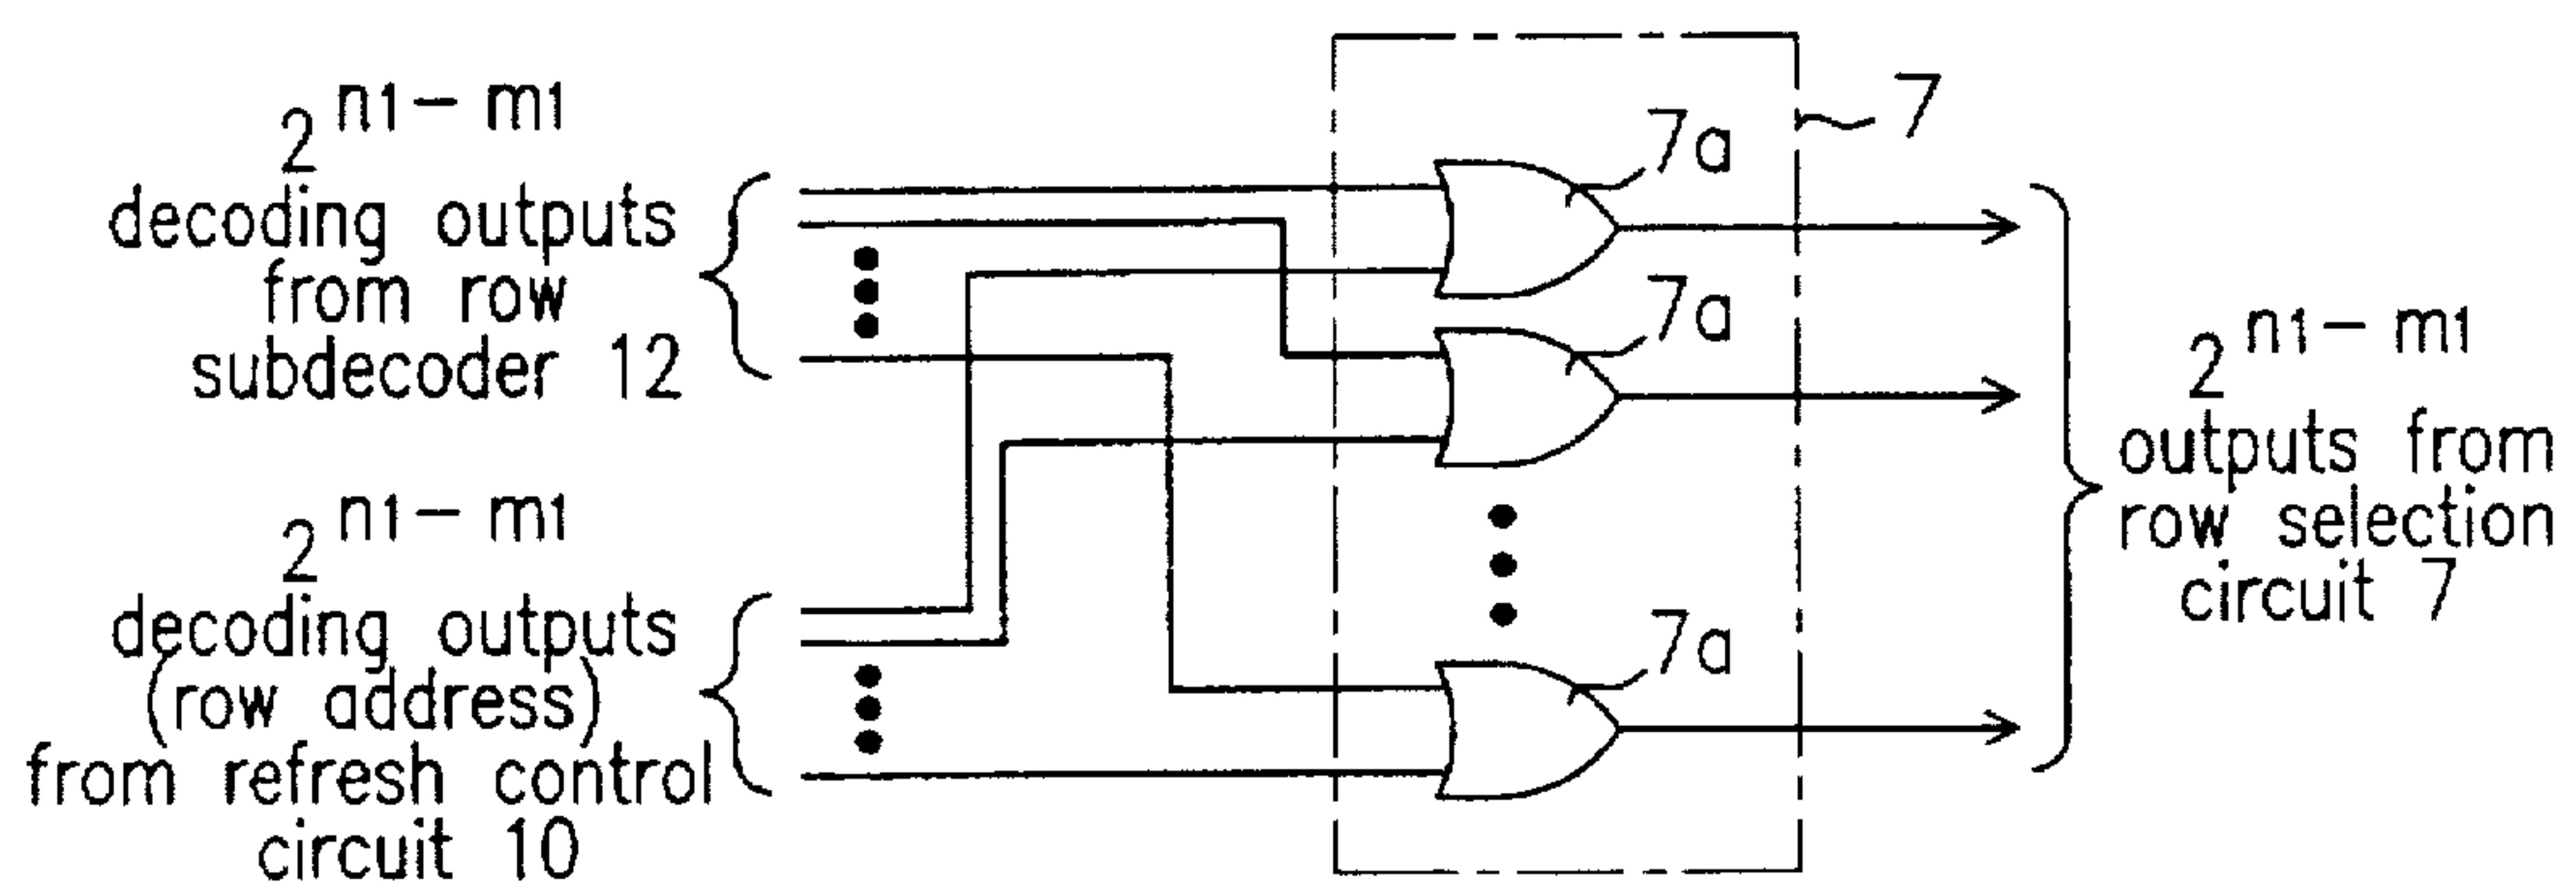 2 n1- m1
decoding outputs
from row
subdecoder 12
2 n1- m1
decoding outputs
(row address)
from refresh control
circuit 10
7
7a
7a
7a
2 n1- m1
outputs from
row selection
circuit 7